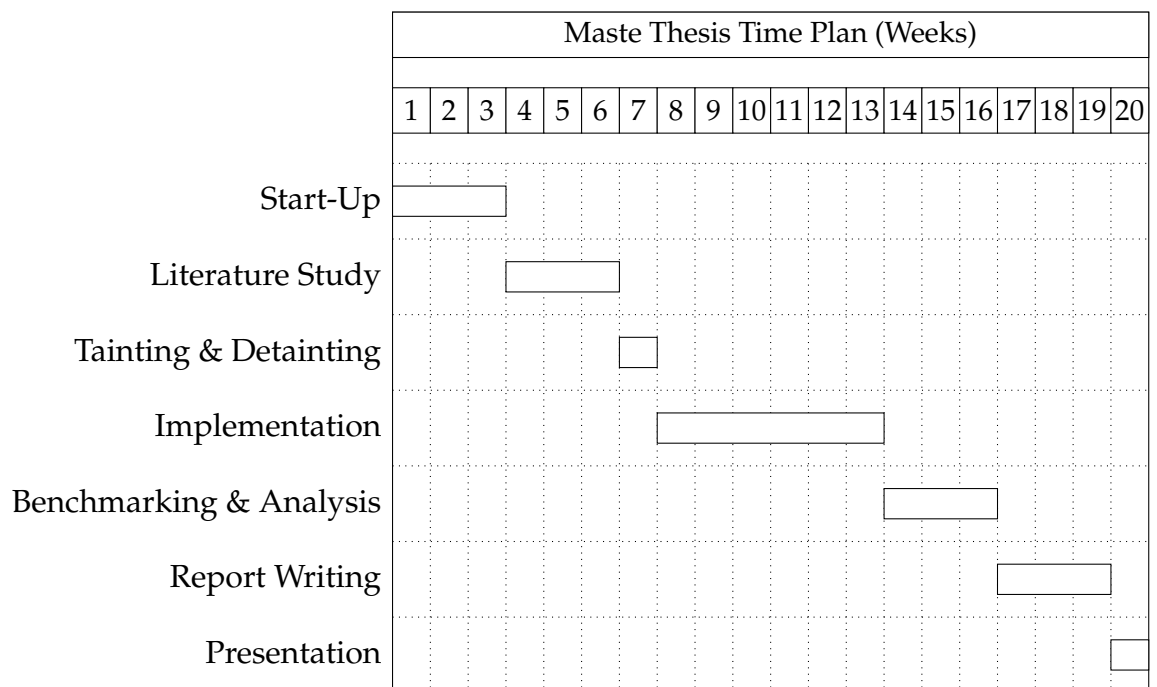 Maste Thesis Time Plan (Weeks)
1 2 3 4 5 6 7 8 9 10 11 12 13 14 15 16 17 18 19 20
Start-Up
Literature Study
Tainting & Detainting
Implementation
Benchmarking & Analysis
Report Writing
Presentation